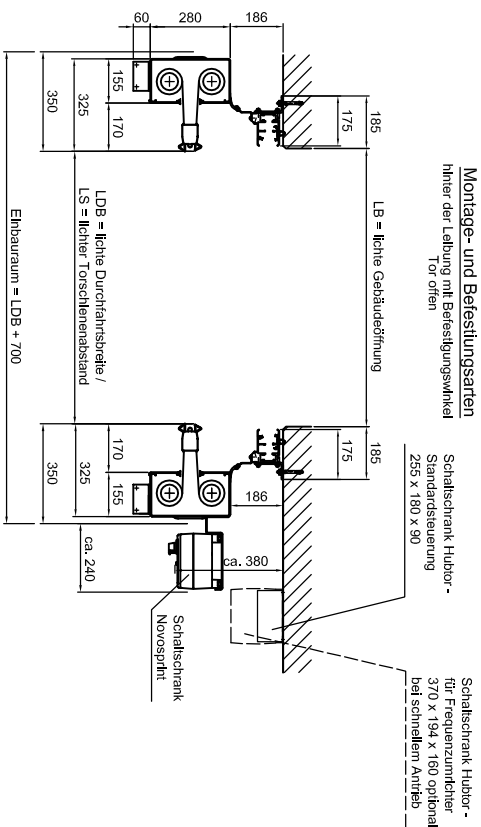 Montage- und Befestiungsarten
hinter der Leibung mit Befestigungswinkel
Tor offen
Schaltschrank Hubtor -
Standardsteuerung
255 x 180 x 90
Schaltschrank Hubtor -
für Frequenzumrichter
370 x 194 x 160 optional
bei schnellem Antrieb
185
175
LB = lichte Gebäudeöffnung
185
175
60
280
186
186
ca. 380
155
170
325
350
LDB = lichte Durchfahrtsbreite /
LS = lichter Torschienenabstand
170
155
325
350
ca. 240
Schaltschrank
Novosprint
Einbauraum = LDB + 700